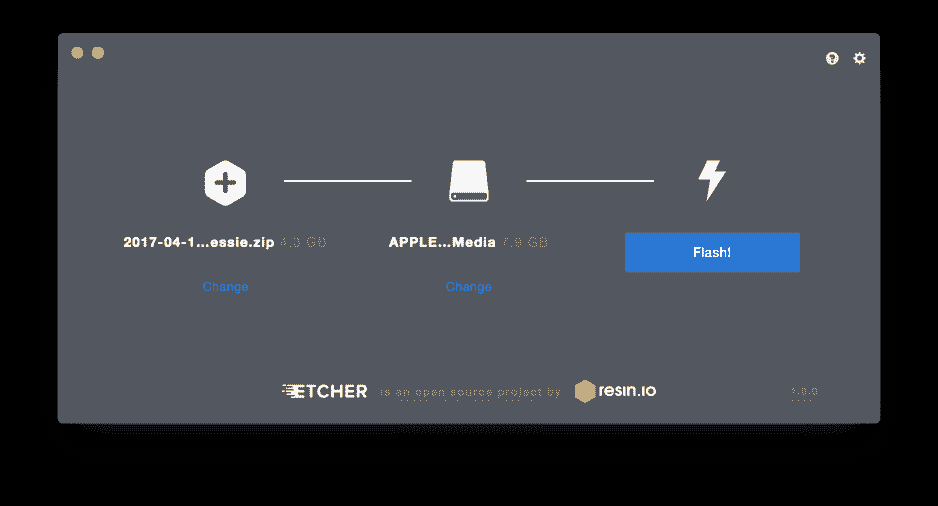 2017-04-1...essie.zip 4.3 GB
APPLE...Media 7.9 GB
Flash!
Change
Change
ETCHER is an open source project by resin.io
1.0.0